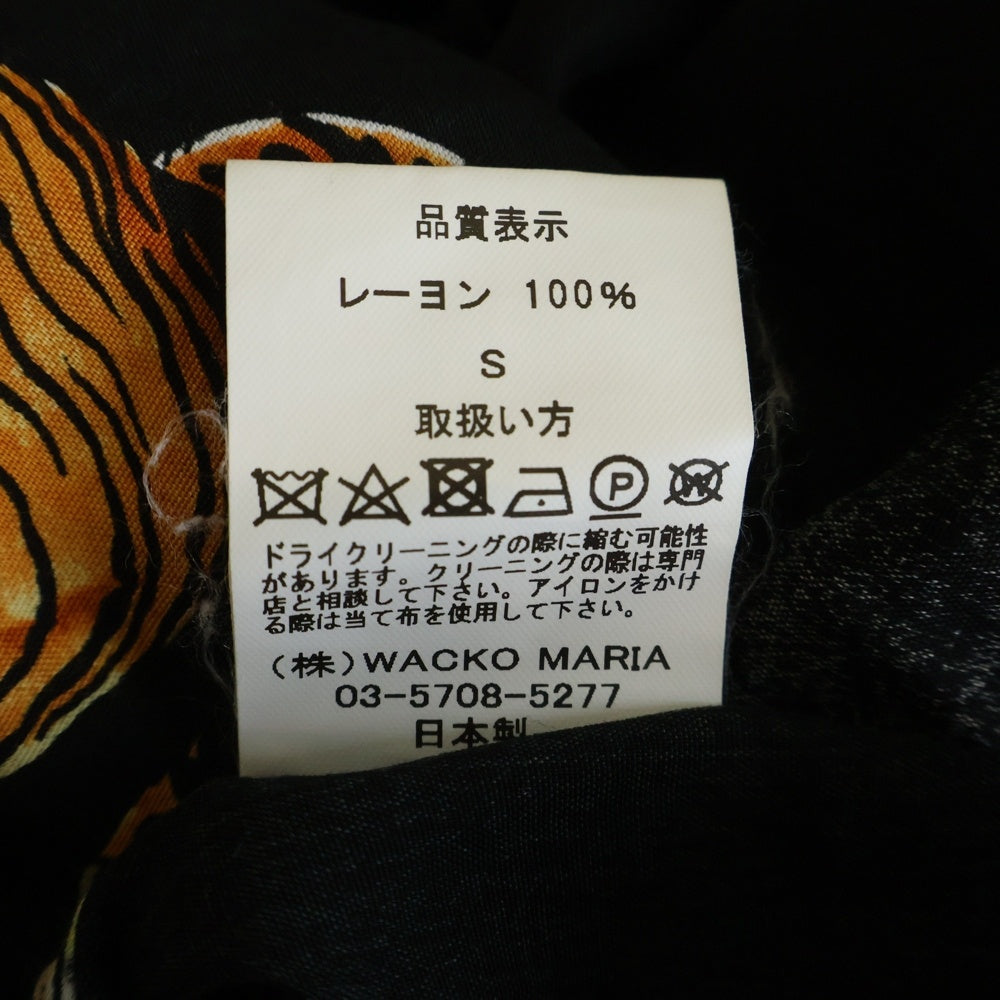 品質表示
レーヨン 100%
S
取扱い方
P W
ドライクリーニングの際に縮む可能性
があります。クリーニングの際は専門
店と相談して下さい。アイロンをかけ
る際は当て布を使用して下さい。
(株)WACKO MARIA
03-5708-5277
日本製